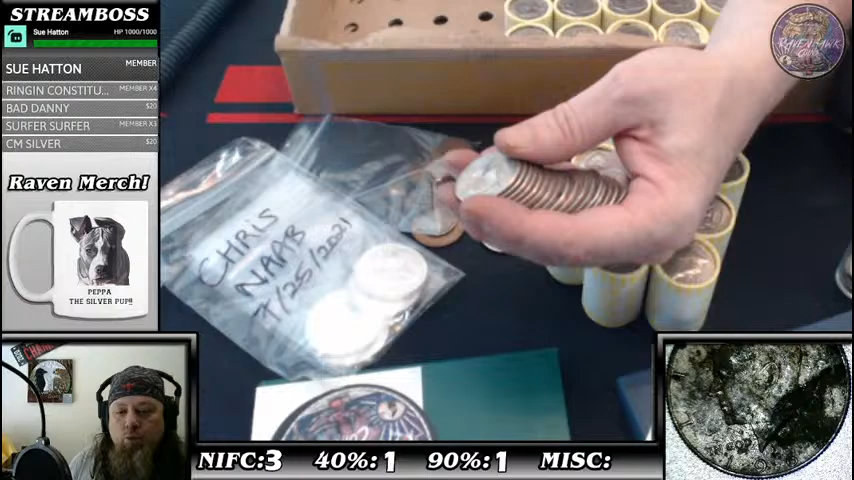 STREAMBOSS
Sue Hatton
HP 1000/1000
SUE HATTON
MEMBER
RINGIN CONSTITU...
MEMBER X4
BAD DANNY
$20
SURFER SURFER
MEMBER X3
CM SILVER
$20
Raven Merch!
PEPPA
THE SILVER PUP!!
CHRIS
NAAB
7/25/2021
NIFC:3
40%:1
90%:1
MISC: